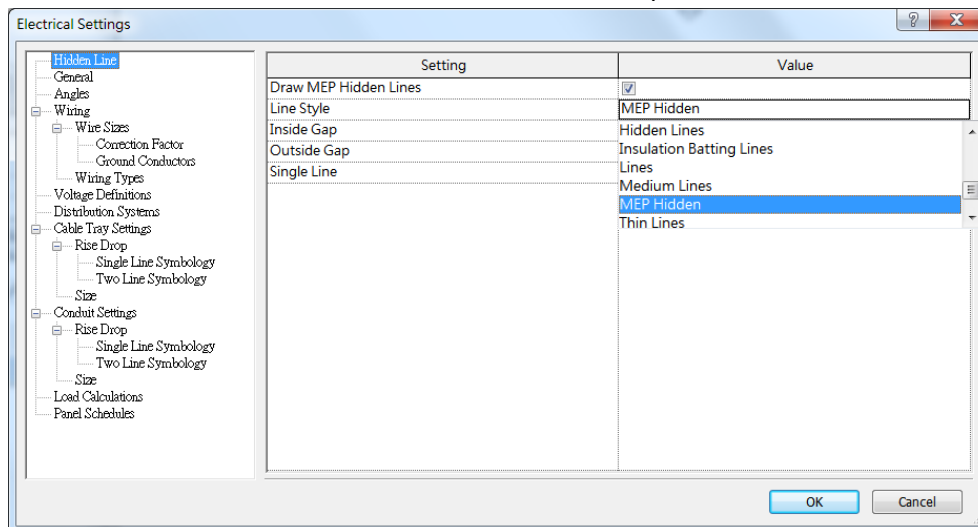 Electrical Settings
Hidden Line
General
Angles
Wiring
Wire Sizes
Correction Factor
Ground Conductors
Wiring Types
Voltage Definitions
Distribution Systems
Cable Tray Settings
Rise Drop
Single Line Symbology
Two Line Symbology
Size
Conduit Settings
Rise Drop
Single Line Symbology
Two Line Symbology
Size
Load Calculations
Panel Schedules
Setting Value
Draw MEP Hidden Lines
Line Style MEP Hidden
Inside Gap
Outside Gap
Single Line
Hidden Lines
Insulation Batting Lines
Lines
Medium Lines
MEP Hidden
Thin Lines
OK Cancel